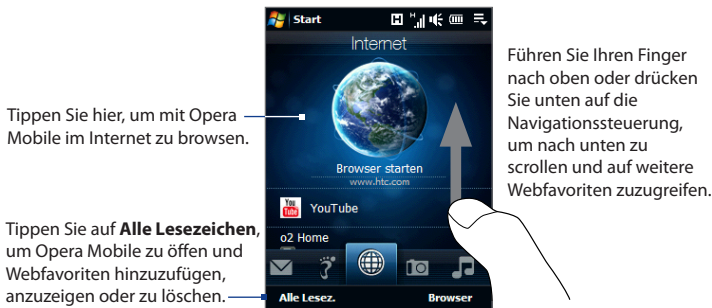 Start
Internet
Tippen Sie hier, um mit Opera
Mobile im Internet zu browsen.
Browser starten
www.htc.com
You
Tube
YouTube
o2 Home
Alle Lesez.
Browser
Führen Sie Ihren Finger
nach oben oder drücken
Sie unten auf die
Navigationssteuerung,
um nach unten zu
scrollen und auf weitere
Webfavoriten zuzugreifen.
Tippen Sie auf Alle Lesezeichen,
um Opera Mobile zu öffen und
Webfavoriten hinzuzufügen,
anzuzeigen oder zu löschen.